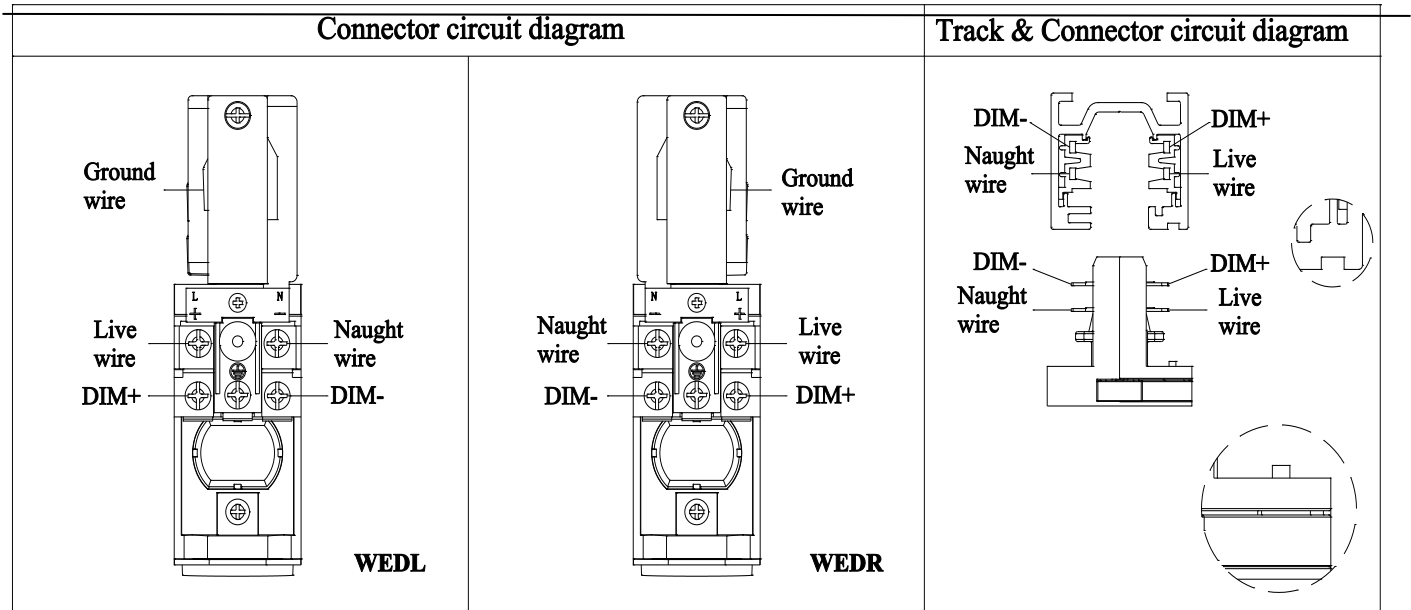 Connector circuit diagram
Track & Connector circuit diagram
Ground
wire
L
N
Live
wire
Naught
wire
DIM+
DIM-
WEDL
Ground
wire
N
L
Naught
wire
Live
wire
DIM-
DIM+
WEDR
DIM-
DIM+
Naught
wire
Live
wire
DIM-
DIM+
Naught
wire
Live
wire